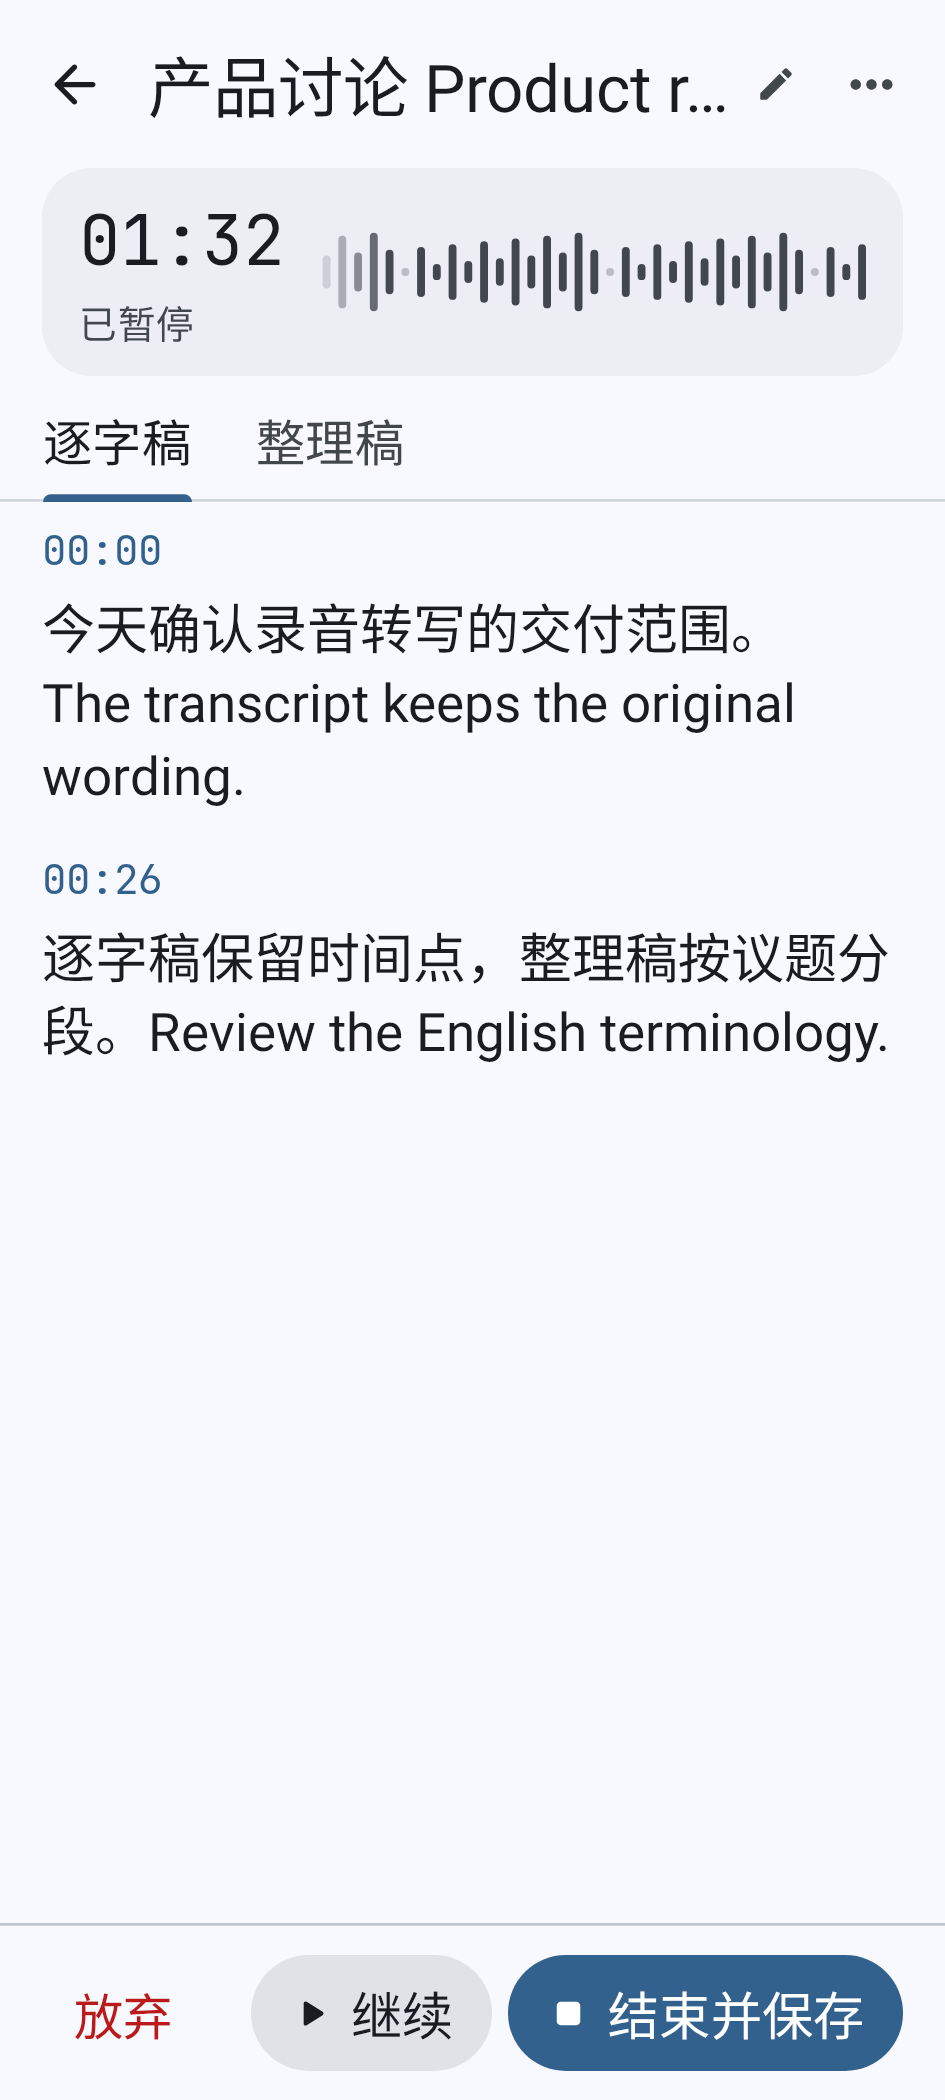 产品讨论 Product r...
01:32
已暂停
逐字稿 整理稿
00:00
今天确认录音转写的交付范围。
The transcript keeps the original
wording.
00:26
逐字稿保留时间点，整理稿按议题分
段。Review the English terminology.
放弃 继续 结束并保存